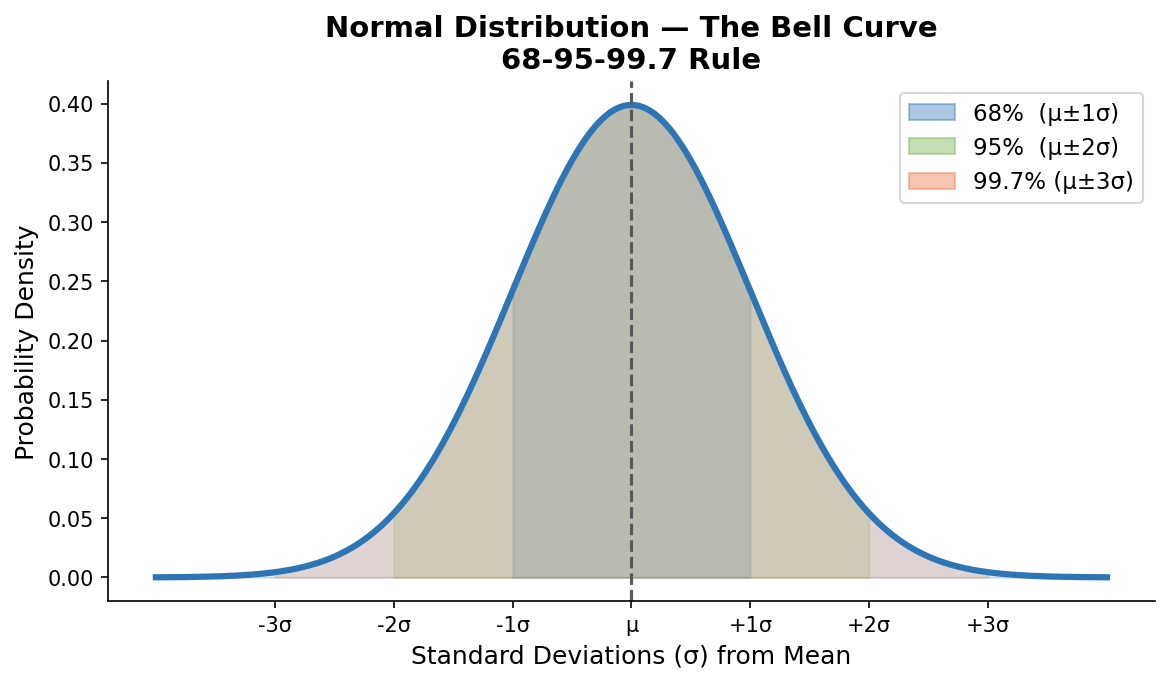 Normal Distribution — The Bell Curve
68-95-99.7 Rule
68%  (μ±1σ)
95%  (μ±2σ)
99.7% (μ±3σ)
Probability Density
0.40
0.35
0.30
0.25
0.20
0.15
0.10
0.05
0.00
-3σ -2σ -1σ μ +1σ +2σ +3σ
Standard Deviations (σ) from Mean